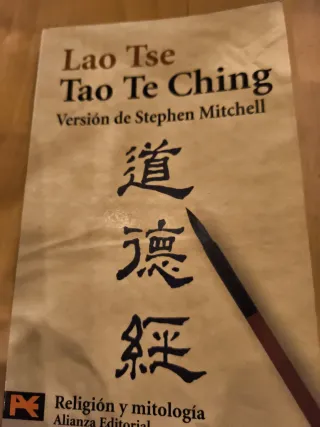 Lao Tse
Tao Te Ching
Versión de Stephen Mitchell
道
德
經
Religión y mitología
Alianza Editorial